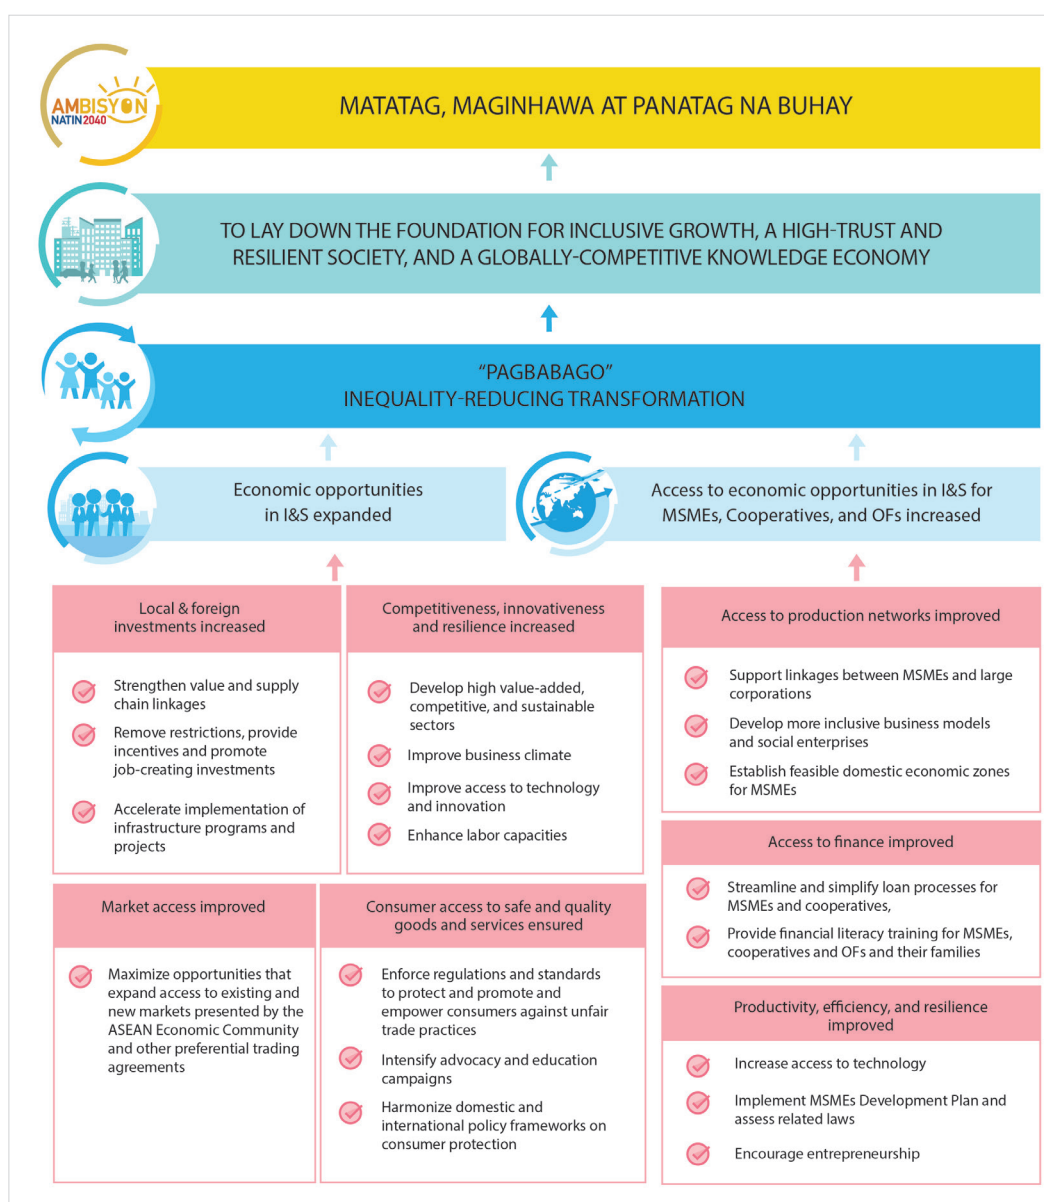 AMBISYON
NATIN 2040
MATATAG, MAGINHAWA AT PANATAG NA BUHAY
TO LAY DOWN THE FOUNDATION FOR INCLUSIVE GROWTH, A HIGH-TRUST AND
RESILIENT SOCIETY, AND A GLOBALLY-COMPETITIVE KNOWLEDGE ECONOMY
“PAGBABAGO”
INEQUALITY-REDUCING TRANSFORMATION
Economic opportunities
in I&S expanded
Access to economic opportunities in I&S for
MSMEs, Cooperatives, and OFs increased
Local & foreign
investments increased
Strengthen value and supply
chain linkages
Remove restrictions, provide
incentives and promote
job-creating investments
Accelerate implementation of
infrastructure programs and
projects
Competitiveness, innovativeness
and resilience increased
Develop high value-added,
competitive, and sustainable
sectors
Improve business climate
Improve access to technology
and innovation
Enhance labor capacities
Market access improved
Maximize opportunities that
expand access to existing and
new markets presented by the
ASEAN Economic Community
and other preferential trading
agreements
Consumer access to safe and quality
goods and services ensured
Enforce regulations and standards
to protect and promote and
empower consumers against unfair
trade practices
Intensify advocacy and education
campaigns
Harmonize domestic and
international policy frameworks on
consumer protection
Access to production networks improved
Support linkages between MSMEs and large
corporations
Develop more inclusive business models
and social enterprises
Establish feasible domestic economic zones
for MSMEs
Access to finance improved
Streamline and simplify loan processes for
MSMEs and cooperatives,
Provide financial literacy training for MSMEs,
cooperatives and OFs and their families
Productivity, efficiency, and resilience
improved
Increase access to technology
Implement MSMEs Development Plan and
assess related laws
Encourage entrepreneurship